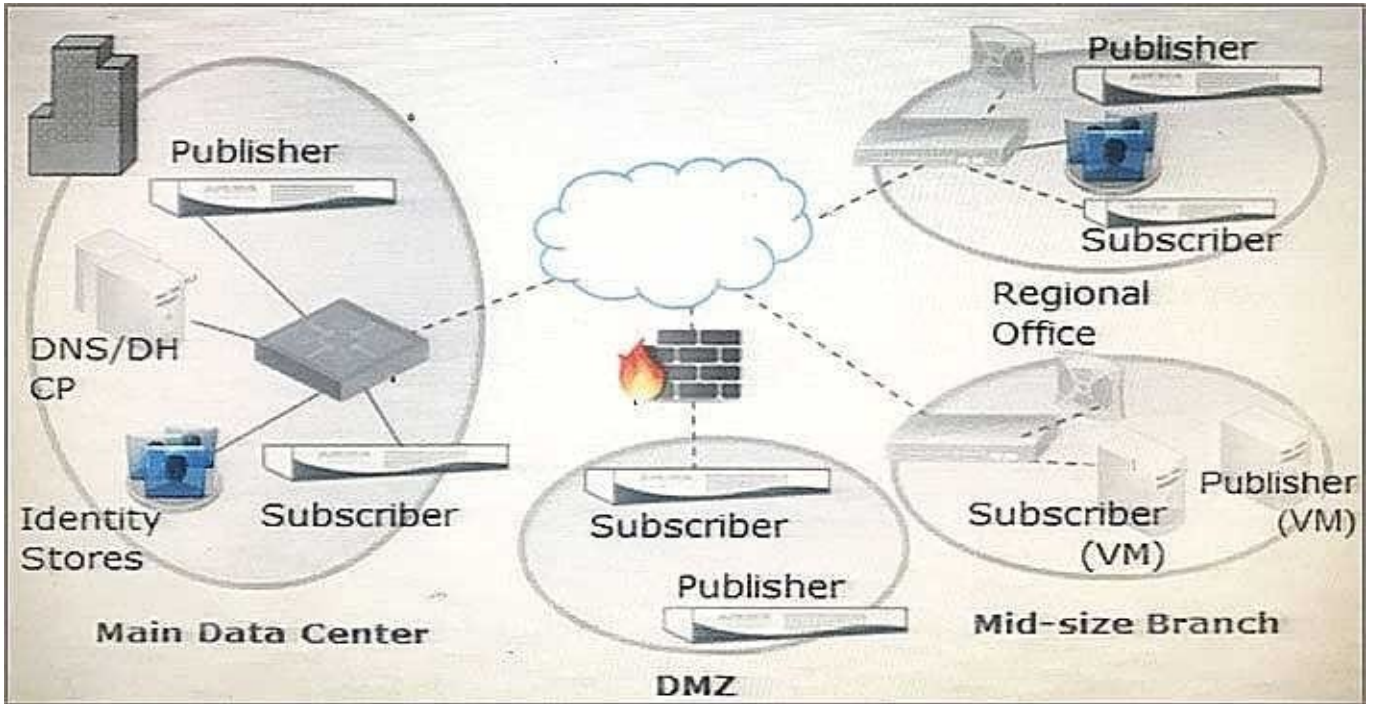 Publisher
DNS/DH
CP
Identity
Stores
Subscriber
Main Data Center
Subscriber
Publisher
DMZ
Publisher
Subscriber
Regional
Office
Subscriber
(VM)
Publisher
(VM)
Mid-size Branch